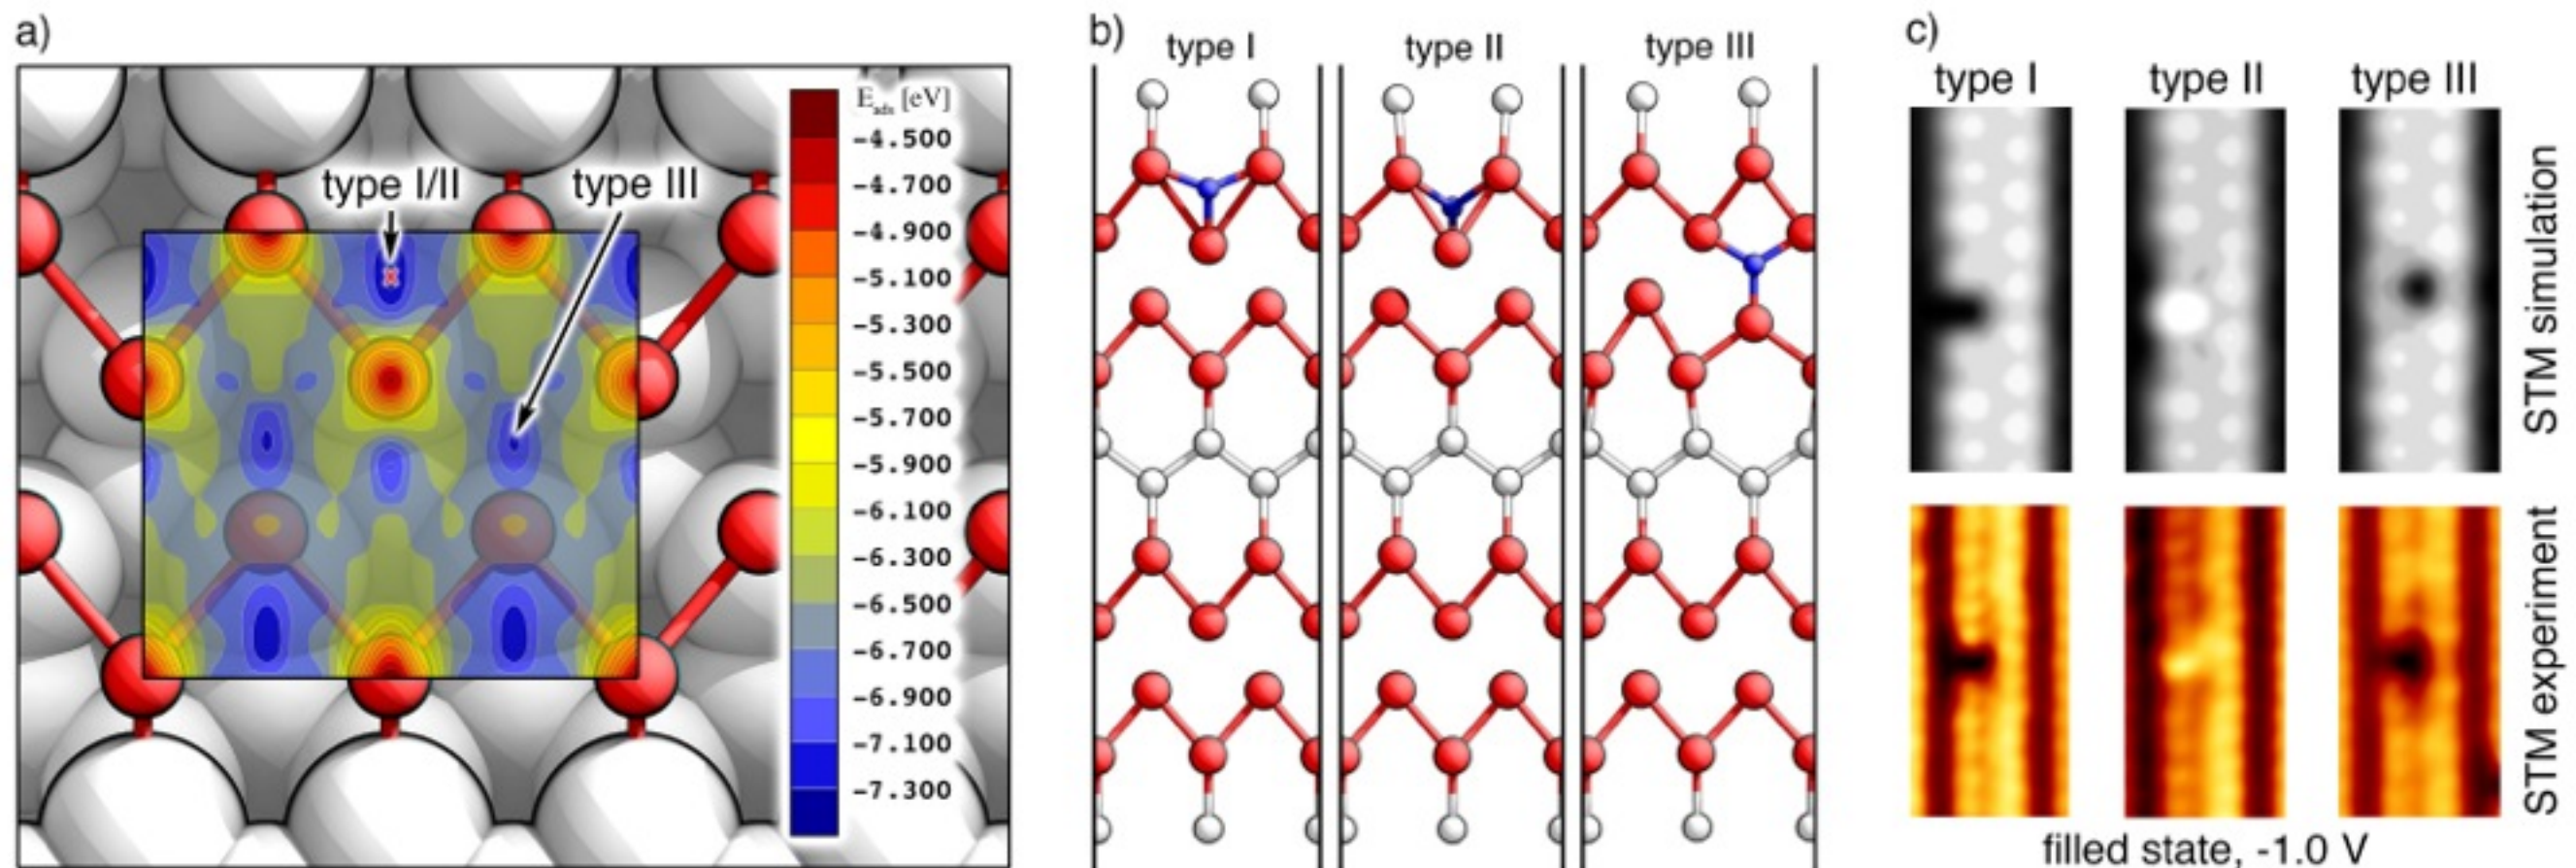 a)
type I/II
type III
E_ads [eV]
-4.500
-4.700
-4.900
-5.100
-5.300
-5.500
-5.700
-5.900
-6.100
-6.300
-6.500
-6.700
-6.900
-7.100
-7.300
b)
type I
type II
type III
c)
type I
type II
type III
STM simulation
STM experiment
filled state, -1.0 V